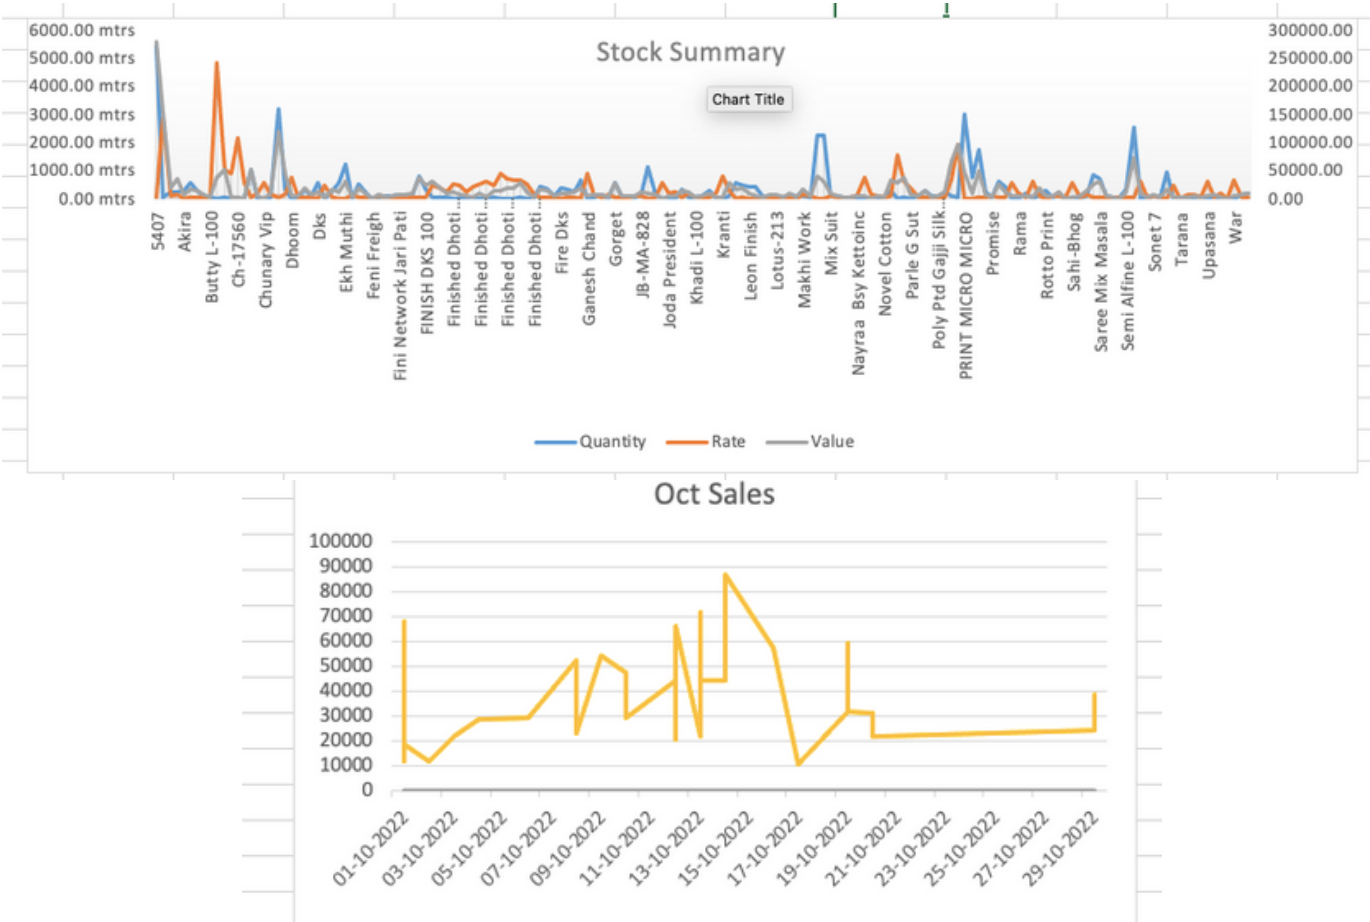 Stock Summary
Chart Title
6000.00 mtrs
5000.00 mtrs
4000.00 mtrs
3000.00 mtrs
2000.00 mtrs
1000.00 mtrs
0.00 mtrs
300000.00
250000.00
200000.00
150000.00
100000.00
50000.00
0.00
5407
Akira
Butty L-100
Ch-17560
Chunary Vip
Dhoom
Dks
Ekh Muthi
Feni Freigh
Fini Network Jari Pati
FINISH DKS 100
Finished Dhoti...
Finished Dhoti...
Finished Dhoti...
Finished Dhoti...
Fire Dks
Ganesh Chand
Gorget
JB-MA-828
Joda President
Khadi L-100
Kranti
Leon Finish
Lotus-213
Makhi Work
Mix Suit
Nayraa Bsy Kettoinc
Novel Cotton
Parle G Sut
Poly Ptd Gajji Silk...
PRINT MICRO MICRO
Promise
Rama
Rotto Print
Sahi-Bhog
Saree Mix Masala
Semi Alfine L-100
Sonet 7
Tarana
Upasana
War
Quantity
Rate
Value
Oct Sales
100000
90000
80000
70000
60000
50000
40000
30000
20000
10000
0
01-10-2022
03-10-2022
05-10-2022
07-10-2022
09-10-2022
11-10-2022
13-10-2022
15-10-2022
17-10-2022
19-10-2022
21-10-2022
23-10-2022
25-10-2022
27-10-2022
29-10-2022